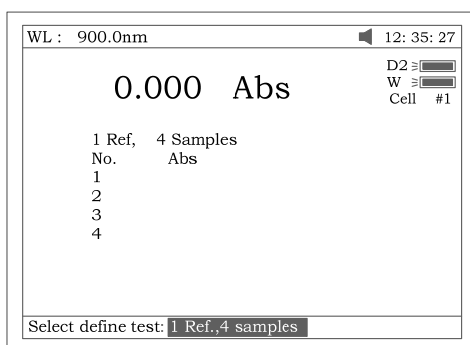 WL : 900.0nm 12: 35: 27
0.000 Abs
D2
W
Cell #1
1 Ref, 4 Samples
No. Abs
1
2
3
4
Select define test: 1 Ref.,4 samples